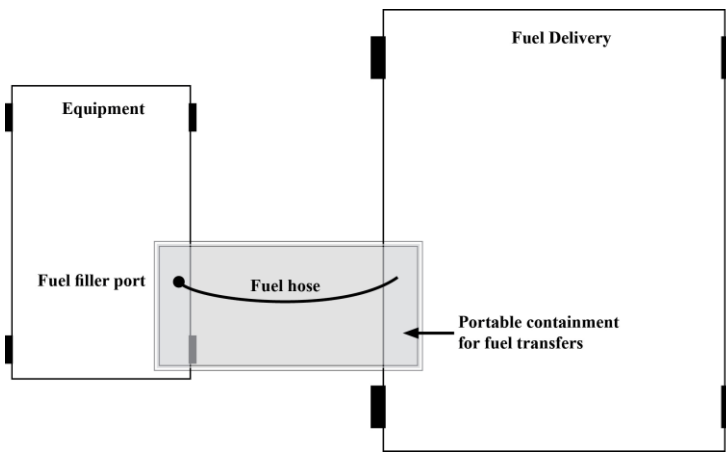 Fuel Delivery
Equipment
Fuel filler port
Fuel hose
Portable containment
for fuel transfers